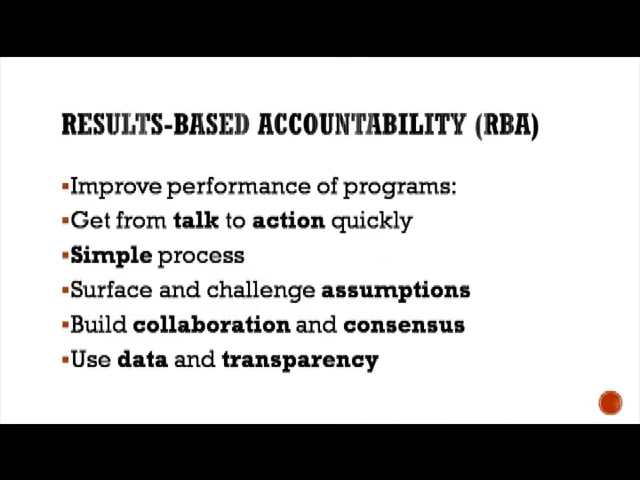 RESULTS-BASED ACCOUNTABILITY (RBA)
▪Improve performance of programs:
▪Get from talk to action quickly
▪Simple process
▪Surface and challenge assumptions
▪Build collaboration and consensus
▪Use data and transparency